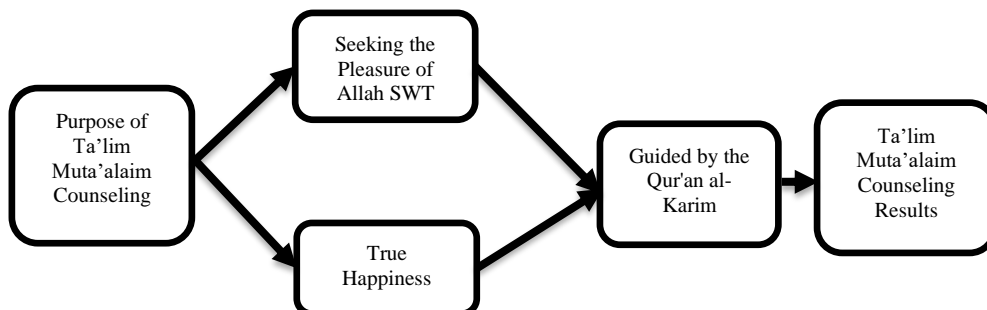 Purpose of
Ta’lim
Muta’alaim
Counseling
Seeking the
Pleasure of
Allah SWT
True
Happiness
Guided by the
Qur'an al-
Karim
Ta’lim
Muta’alaim
Counseling
Results